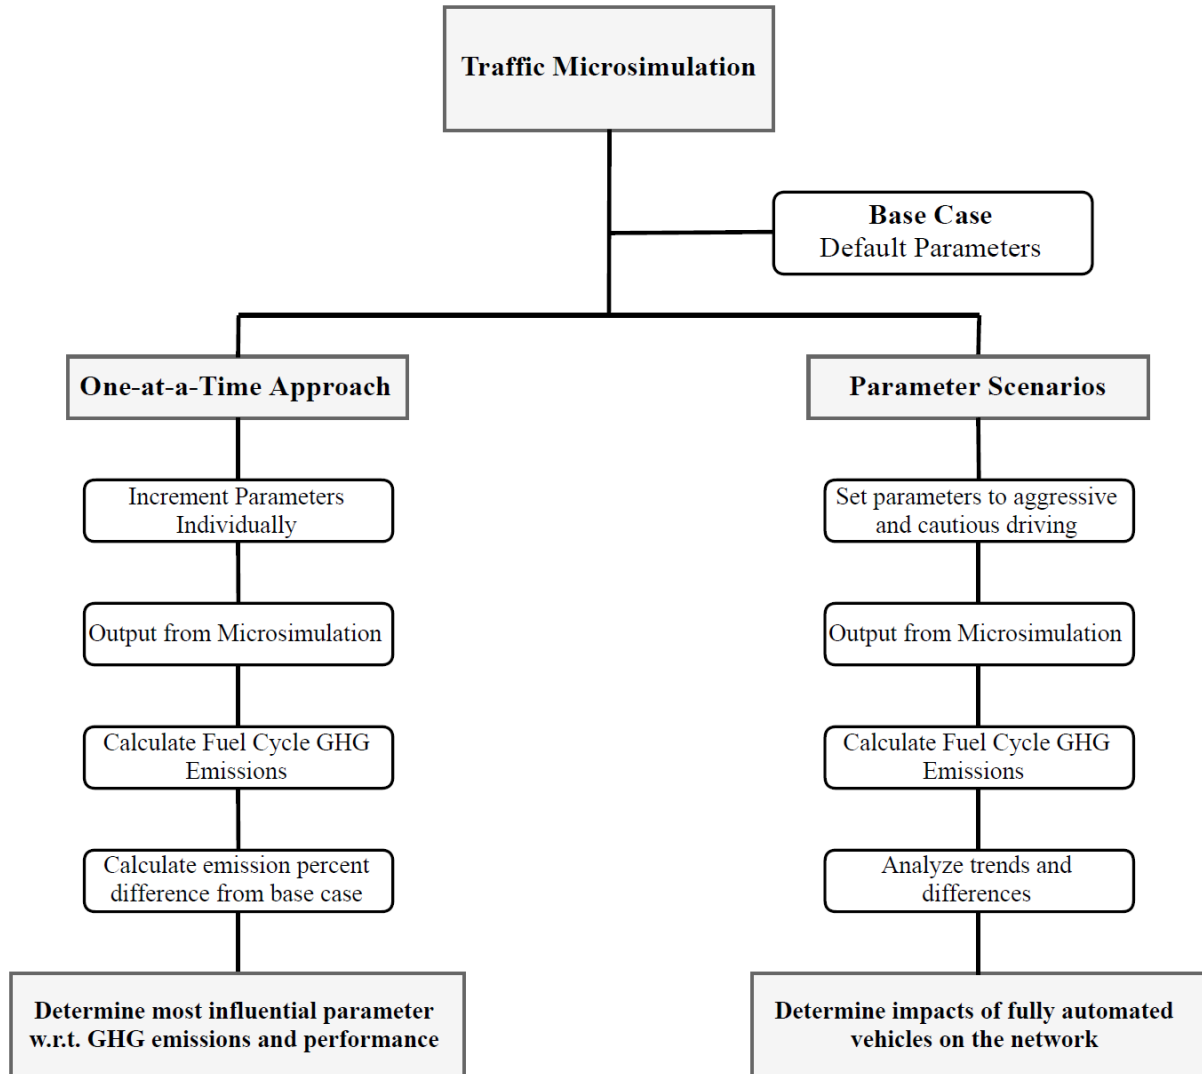 Traffic Microsimulation
Base Case
Default Parameters
One-at-a-Time Approach
Increment Parameters
Individually
Output from Microsimulation
Calculate Fuel Cycle GHG
Emissions
Calculate emission percent
difference from base case
Determine most influential parameter
w.r.t. GHG emissions and performance
Parameter Scenarios
Set parameters to aggressive
and cautious driving
Output from Microsimulation
Calculate Fuel Cycle GHG
Emissions
Analyze trends and
differences
Determine impacts of fully automated
vehicles on the network